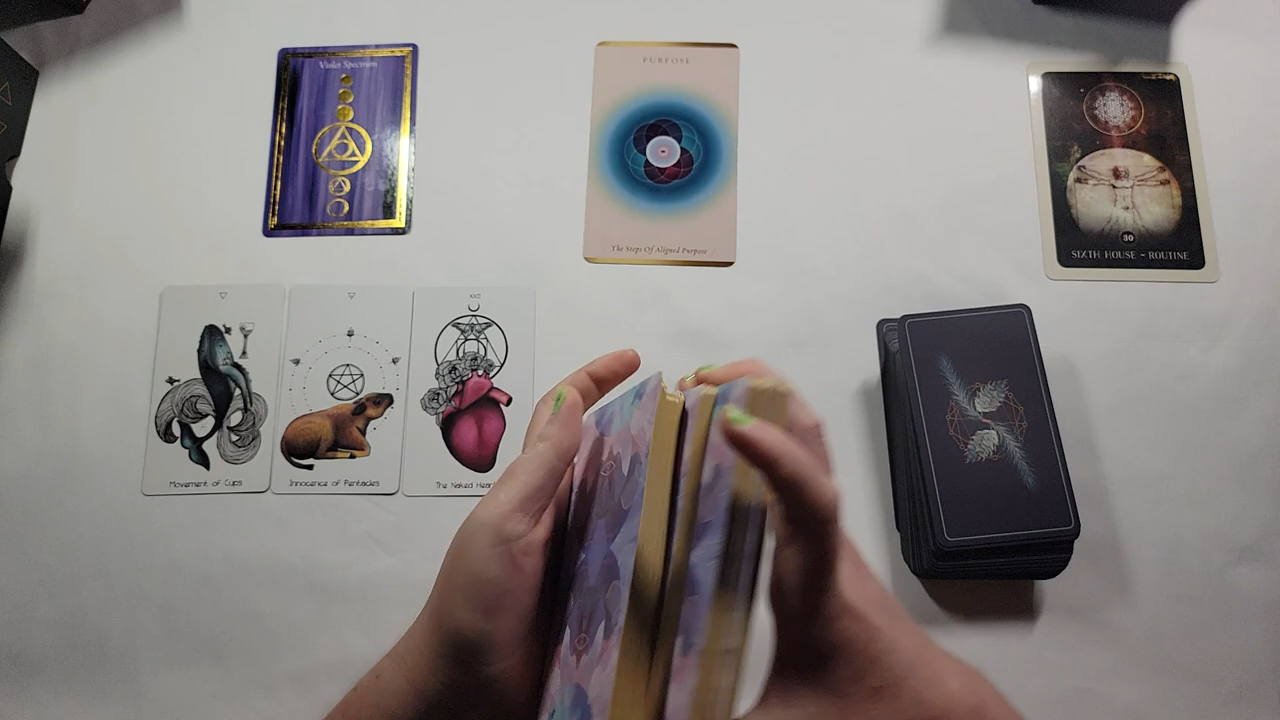 Violet Spectrum
PURPOSE
The Steps Of Aligned Purpose
30
SIXTH HOUSE - ROUTINE
Movement of Cups
Innocence of Pentacles
XXII
The Naked Heart